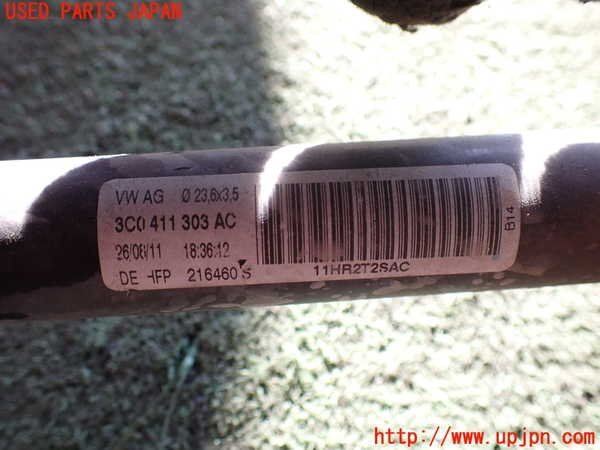 USED PARTS JAPAN
VW AG Ø 23,6x3,5
3C0 411 303 AC
26/08/11 18:36:12
DE HFP 216460 S
11HR2T2SAC
B14
http://www.upjpn.com/